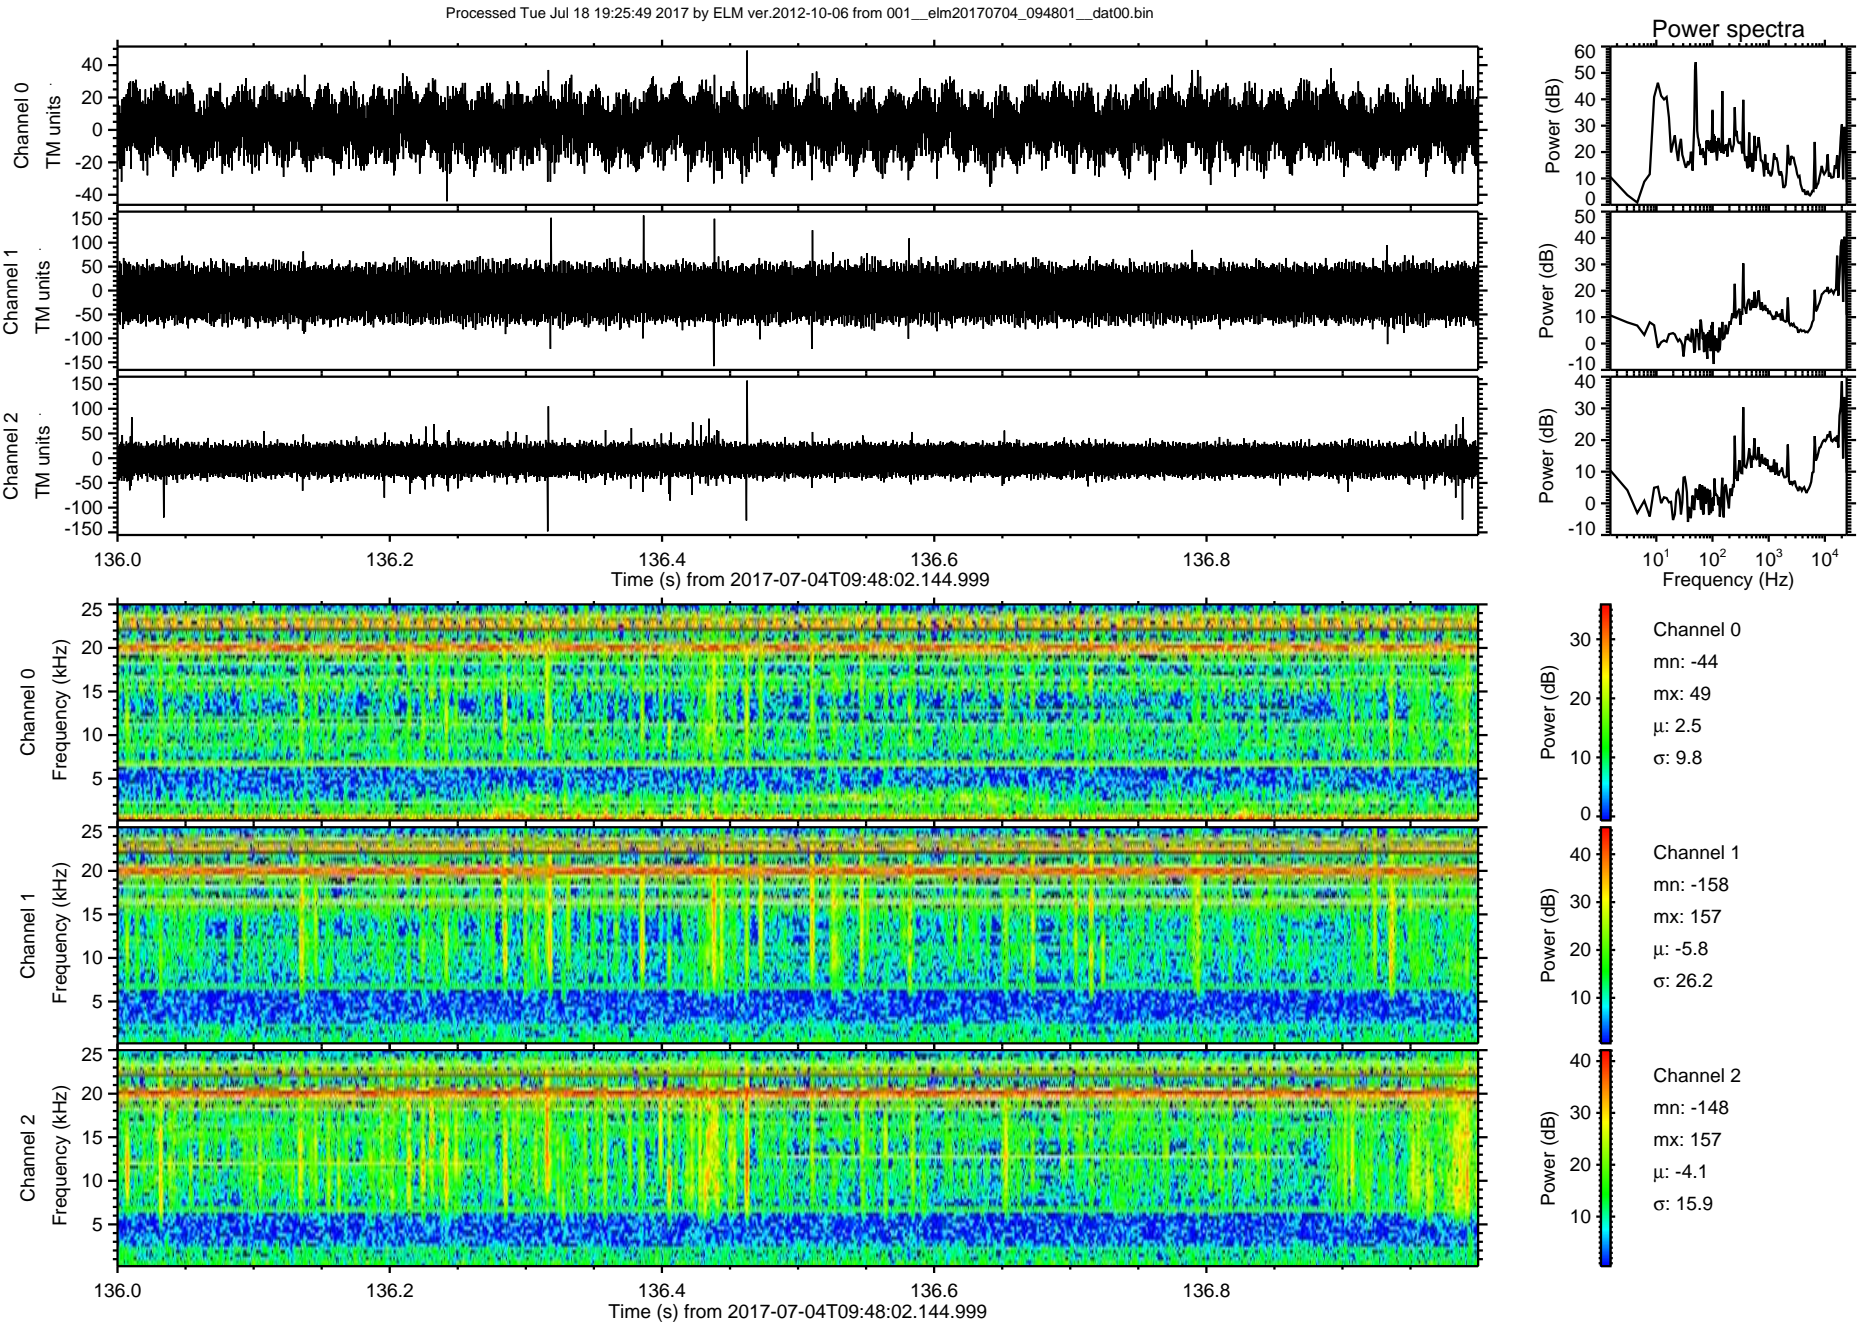 Processed Tue Jul 18 19:25:49 2017 by ELM ver.2012-10-06 from 001__elm20170704_094801__dat00.bin
Power spectra
Channel 0
TM units
40
20
0
-20
-40
Power (dB)
60
50
40
30
20
10
0
Channel 1
TM units
150
100
50
0
-50
-100
-150
Power (dB)
50
40
30
20
10
0
-10
Channel 2
TM units
150
100
50
0
-50
-100
-150
Power (dB)
40
30
20
10
0
-10
136.0 136.2 136.4 136.6 136.8
Time (s) from 2017-07-04T09:48:02.144.999
10¹ 10² 10³ 10⁴
Frequency (Hz)
Channel 0
Frequency (kHz)
25
20
15
10
5
Power (dB)
30
20
10
0
Channel 0
mn: -44
mx: 49
μ: 2.5
σ: 9.8
Channel 1
Frequency (kHz)
25
20
15
10
5
Power (dB)
40
30
20
10
Channel 1
mn: -158
mx: 157
μ: -5.8
σ: 26.2
Channel 2
Frequency (kHz)
25
20
15
10
5
Power (dB)
40
30
20
10
Channel 2
mn: -148
mx: 157
μ: -4.1
σ: 15.9
136.0 136.2 136.4 136.6 136.8
Time (s) from 2017-07-04T09:48:02.144.999